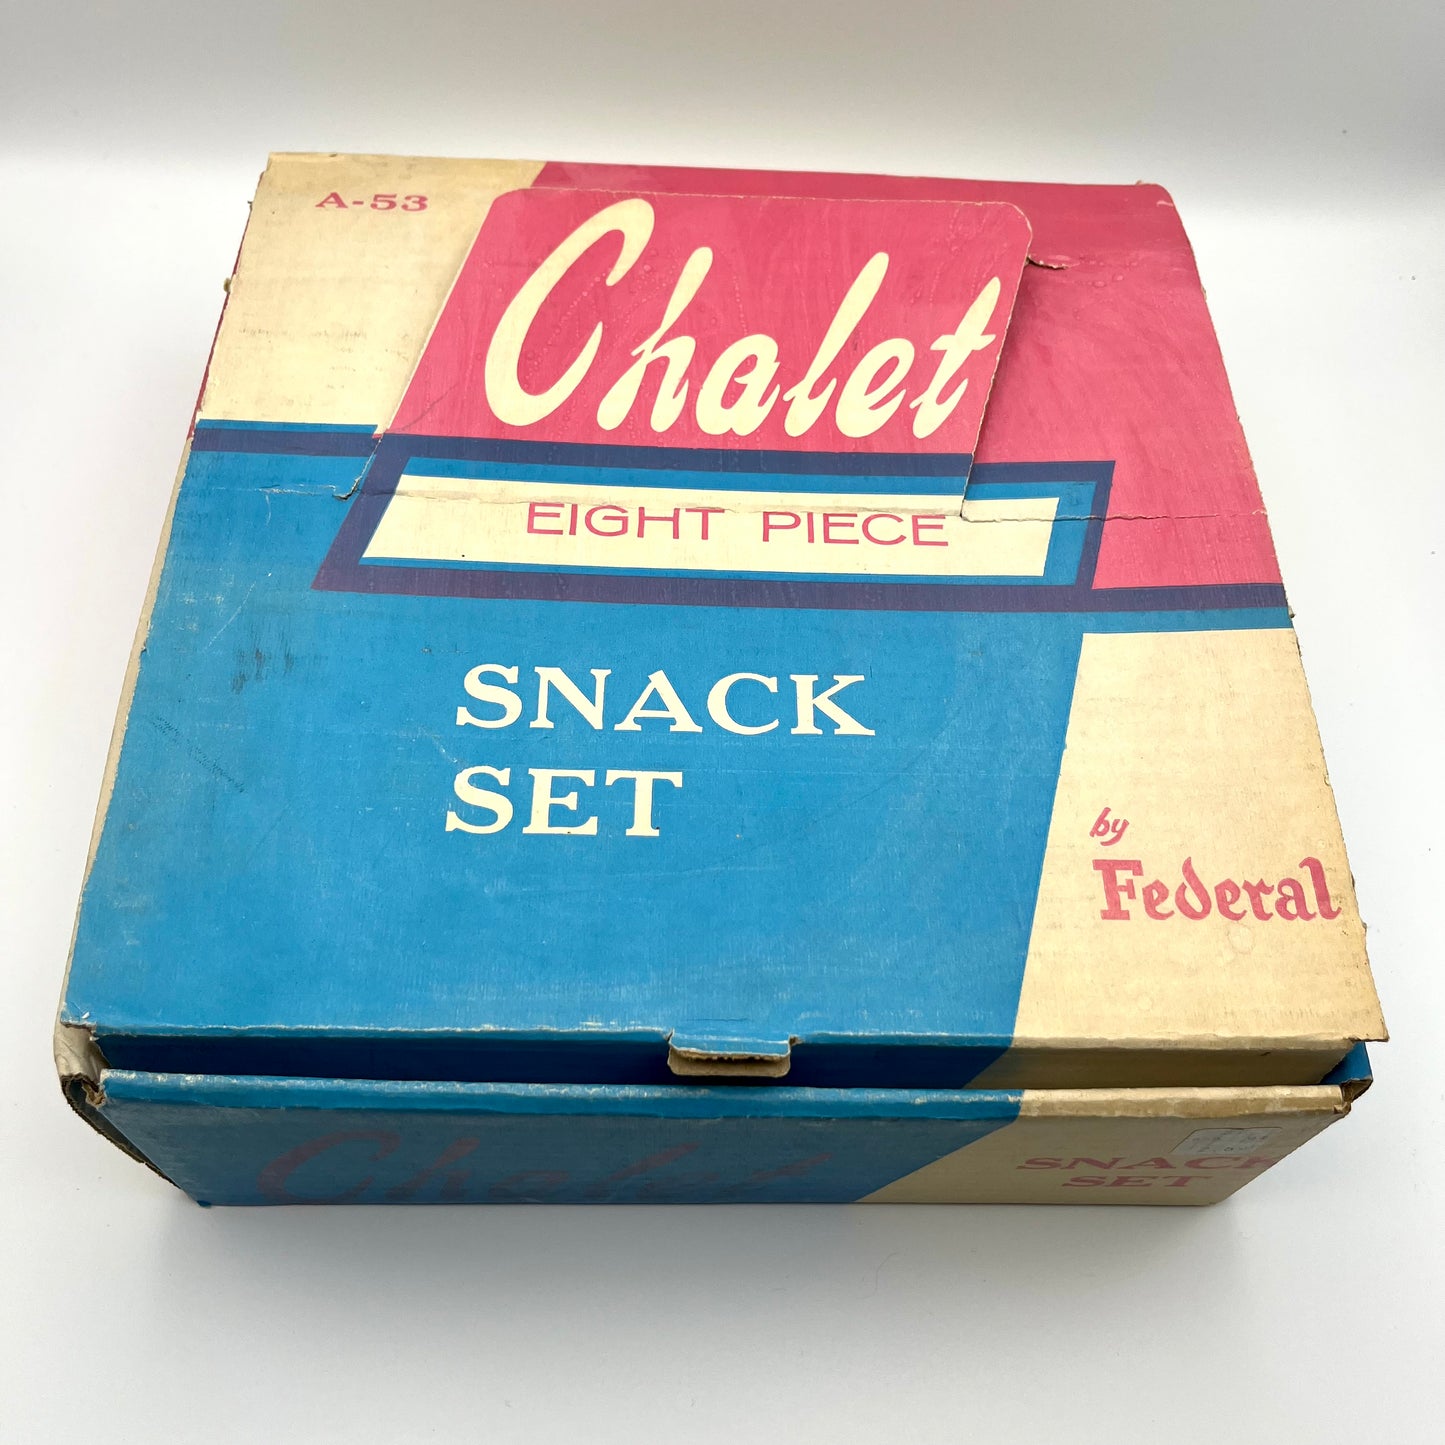 A-53
Chalet
EIGHT PIECE
SNACK
SET
by
Federal
Chalet
SNACK
SET